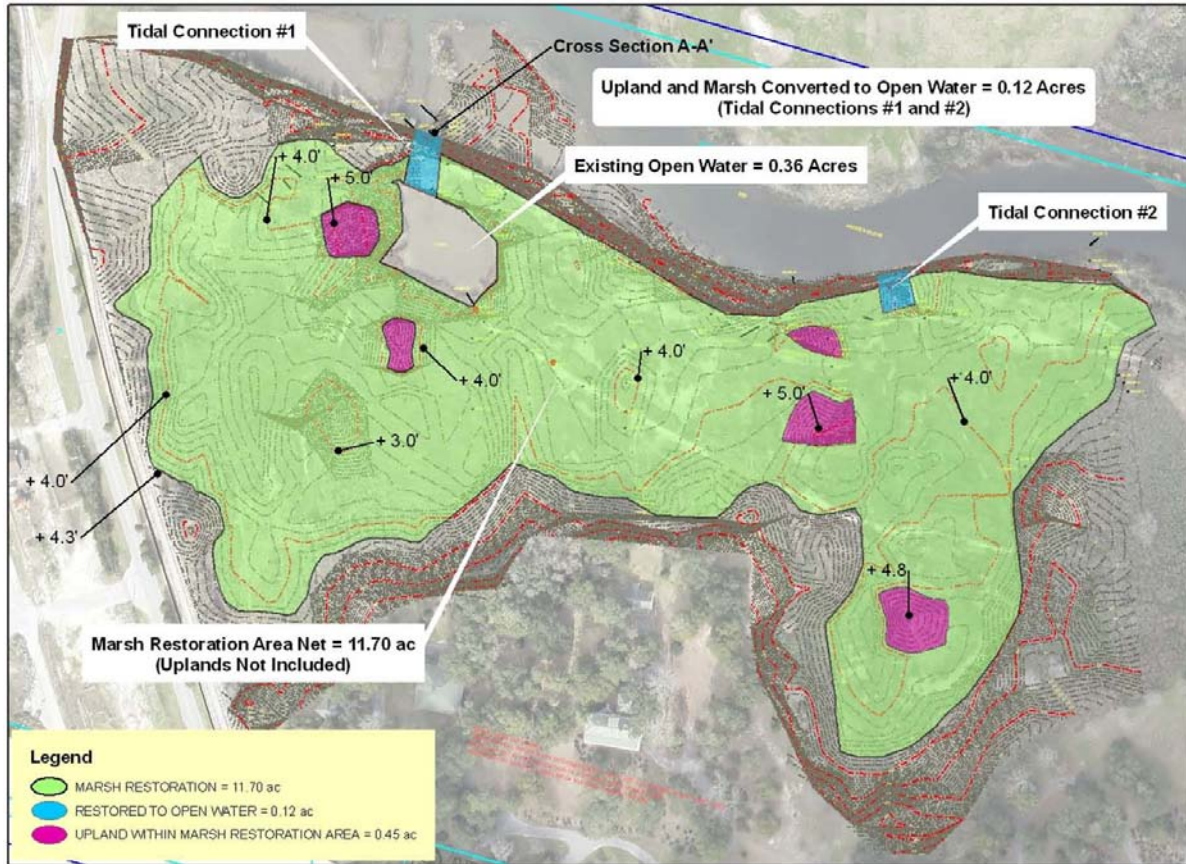 Tidal Connection #1
Cross Section A-A'
Upland and Marsh Converted to Open Water = 0.12 Acres
(Tidal Connections #1 and #2)
Existing Open Water = 0.36 Acres
Tidal Connection #2
+ 4.0'
+ 5.0'
+ 4.0'
+ 4.0'
+ 5.0'
+ 4.0'
+ 3.0'
+ 4.0'
+ 4.3'
+ 4.8
Marsh Restoration Area Net = 11.70 ac
(Uplands Not Included)
Legend
MARSH RESTORATION = 11.70 ac
RESTORED TO OPEN WATER = 0.12 ac
UPLAND WITHIN MARSH RESTORATION AREA = 0.45 ac